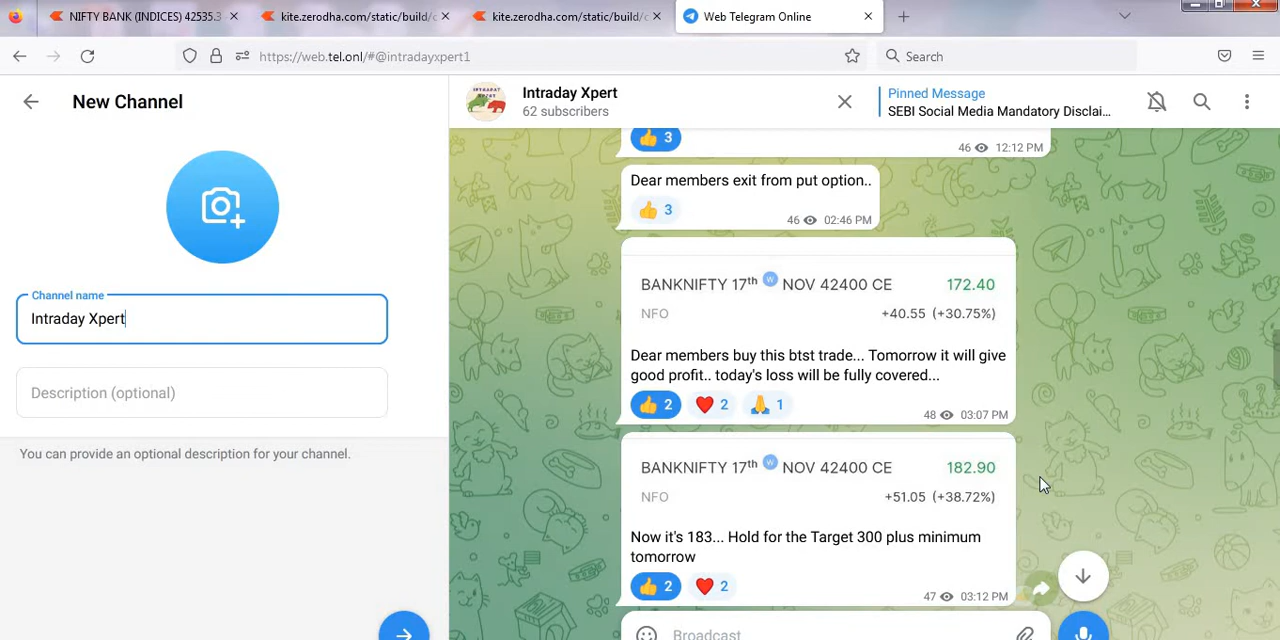 NIFTY BANK (INDICES) 42535.3
kite.zerodha.com/static/build/c
kite.zerodha.com/static/build/c
Web Telegram Online
https://web.tel.onl/#@intradayxpert1
Search
New Channel
Channel name
Intraday Xpert
Description (optional)
You can provide an optional description for your channel.
Intraday Xpert
62 subscribers
Pinned Message
SEBI Social Media Mandatory Disclai...
3
46 12:12 PM
Dear members exit from put option..
3
46 02:46 PM
BANKNIFTY 17th W NOV 42400 CE 172.40
NFO +40.55 (+30.75%)
Dear members buy this btst trade... Tomorrow it will give
good profit.. today's loss will be fully covered...
2 2 1
48 03:07 PM
BANKNIFTY 17th W NOV 42400 CE 182.90
NFO +51.05 (+38.72%)
Now it's 183... Hold for the Target 300 plus minimum
tomorrow
2 2
47 03:12 PM
Broadcast